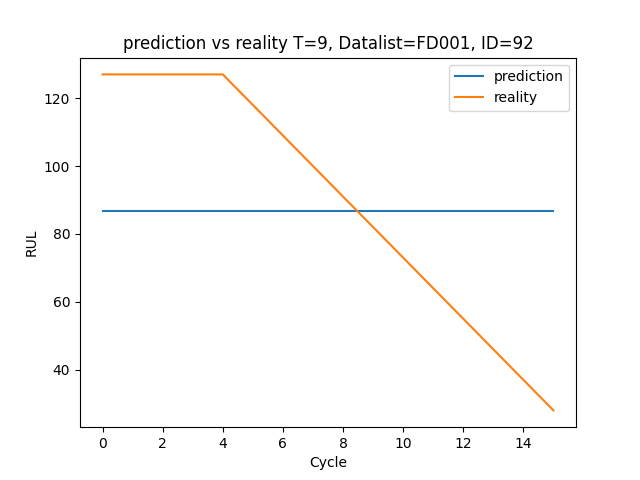 prediction vs reality T=9, Datalist=FD001, ID=92
prediction
reality
RUL
120
100
80
60
40
0 2 4 6 8 10 12 14
Cycle